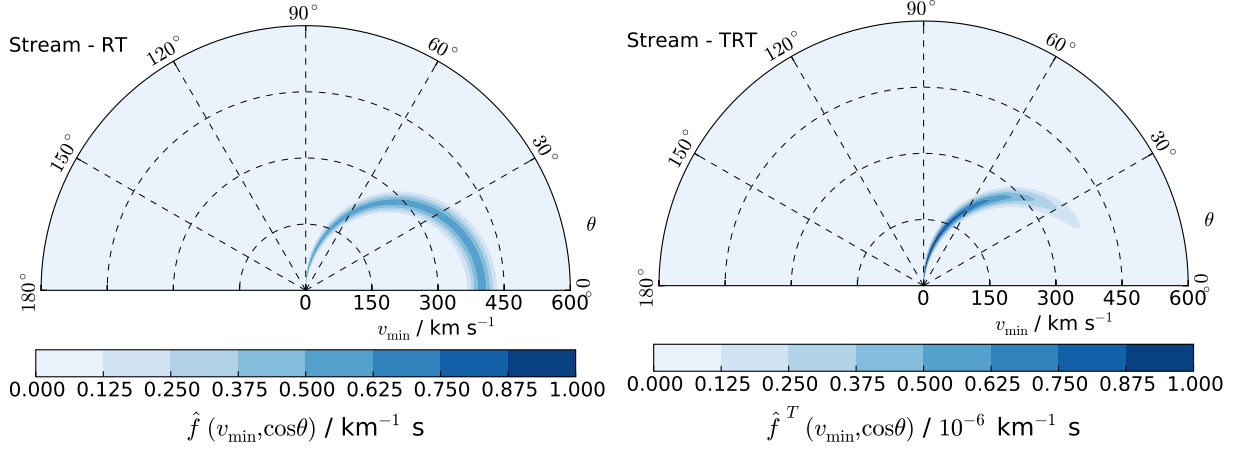 Stream - RT
90°
120°
60°
150°
30°
θ
180°
0°
0 150 300 450 600
v_min / km s⁻¹
0.000 0.125 0.250 0.375 0.500 0.625 0.750 0.875 1.000
f̂ (v_min,cosθ) / km⁻¹ s
Stream - TRT
90°
120°
60°
150°
30°
θ
180°
0°
0 150 300 450 600
v_min / km s⁻¹
0.000 0.125 0.250 0.375 0.500 0.625 0.750 0.875 1.000
f̂ ᵀ (v_min,cosθ) / 10⁻⁶ km⁻¹ s